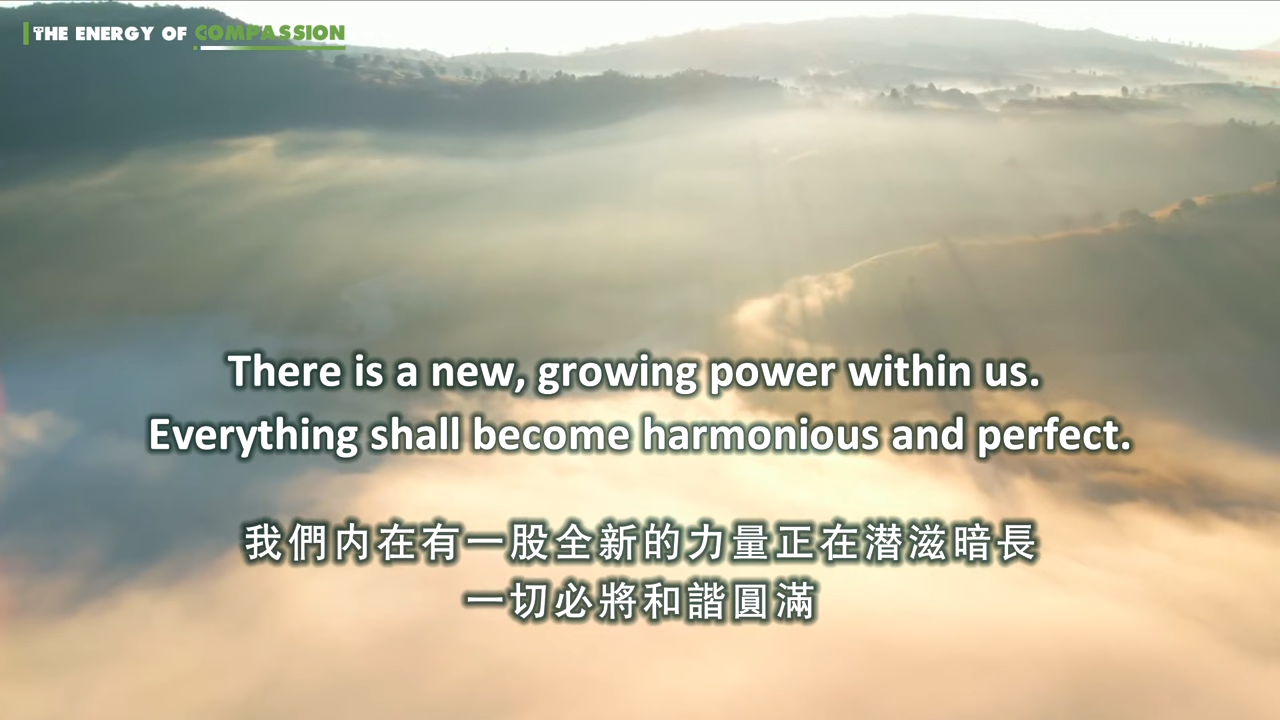 THE ENERGY OF COMPASSION
There is a new, growing power within us.
Everything shall become harmonious and perfect.
我們内在有一股全新的力量正在潜滋暗長
一切必將和諧圓滿